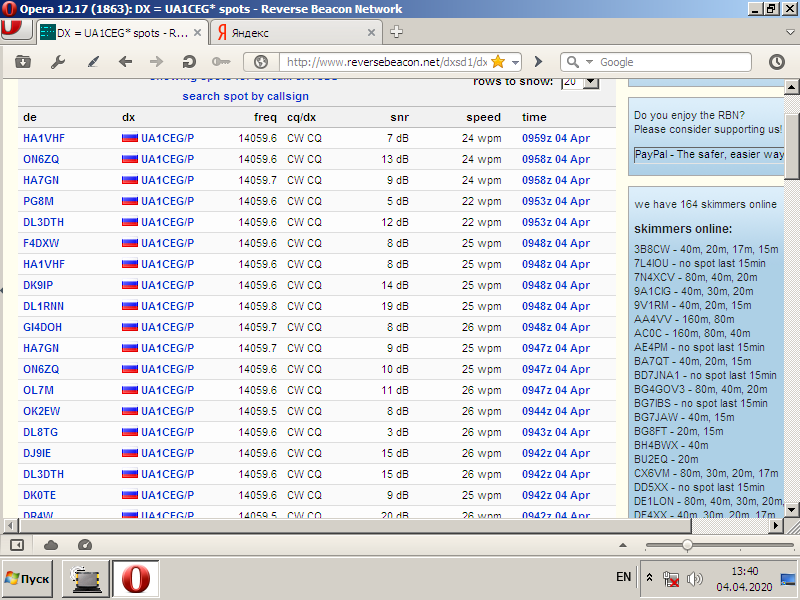 Opera 12.17 (1863): DX = UA1CEG* spots - Reverse Beacon Network
DX = UA1CEG* spots - R...
Яндекс
http://www.reversebeacon.net/dxsd1/dx
Google
rows to show: 20
search spot by callsign
de dx freq cq/dx snr speed time
HA1VHF UA1CEG/P 14059.6 CW CQ 7 dB 24 wpm 0959z 04 Apr
ON6ZQ UA1CEG/P 14059.6 CW CQ 13 dB 24 wpm 0958z 04 Apr
HA7GN UA1CEG/P 14059.7 CW CQ 9 dB 24 wpm 0958z 04 Apr
PG8M UA1CEG/P 14059.6 CW CQ 5 dB 22 wpm 0953z 04 Apr
DL3DTH UA1CEG/P 14059.6 CW CQ 12 dB 22 wpm 0953z 04 Apr
F4DXW UA1CEG/P 14059.6 CW CQ 8 dB 25 wpm 0948z 04 Apr
HA1VHF UA1CEG/P 14059.6 CW CQ 8 dB 25 wpm 0948z 04 Apr
DK9IP UA1CEG/P 14059.6 CW CQ 14 dB 25 wpm 0948z 04 Apr
DL1RNN UA1CEG/P 14059.8 CW CQ 19 dB 25 wpm 0948z 04 Apr
GI4DOH UA1CEG/P 14059.7 CW CQ 8 dB 26 wpm 0948z 04 Apr
HA7GN UA1CEG/P 14059.7 CW CQ 9 dB 25 wpm 0947z 04 Apr
ON6ZQ UA1CEG/P 14059.6 CW CQ 10 dB 25 wpm 0947z 04 Apr
OL7M UA1CEG/P 14059.6 CW CQ 11 dB 26 wpm 0947z 04 Apr
OK2EW UA1CEG/P 14059.5 CW CQ 8 dB 26 wpm 0944z 04 Apr
DL8TG UA1CEG/P 14059.6 CW CQ 3 dB 26 wpm 0943z 04 Apr
DJ9IE UA1CEG/P 14059.6 CW CQ 15 dB 26 wpm 0942z 04 Apr
DL3DTH UA1CEG/P 14059.6 CW CQ 15 dB 26 wpm 0942z 04 Apr
DK0TE UA1CEG/P 14059.6 CW CQ 9 dB 25 wpm 0942z 04 Apr
DR4W UA1CEG/P 14059.5 CW CQ 20 dB 26 wpm 0942z 04 Apr
Do you enjoy the RBN?
Please consider supporting us!
PayPal - The safer, easier way
we have 164 skimmers online
skimmers online:
3B8CW - 40m, 20m, 17m, 15m
7L4IOU - no spot last 15min
7N4XCV - 80m, 40m, 20m
9A1CIG - 40m, 30m, 20m
9V1RM - 40m, 20m, 15m
AA4VV - 160m, 80m
AC0C - 160m, 80m, 40m
AE4PM - no spot last 15min
BA7QT - 40m, 20m, 15m
BD7JNA1 - no spot last 15min
BG4GOV3 - 80m, 40m, 20m
BG7IBS - no spot last 15min
BG7JAW - 40m, 15m
BG8FT - 20m, 15m
BH4BWX - 40m
BU2EQ - 20m
CX6VM - 80m, 30m, 20m, 17m
DD5XX - no spot last 15min
DE1LON - 80m, 40m, 30m, 20m,
DF4XX - 40m, 30m, 20m, 17m
Пуск
EN
13:40
04.04.2020